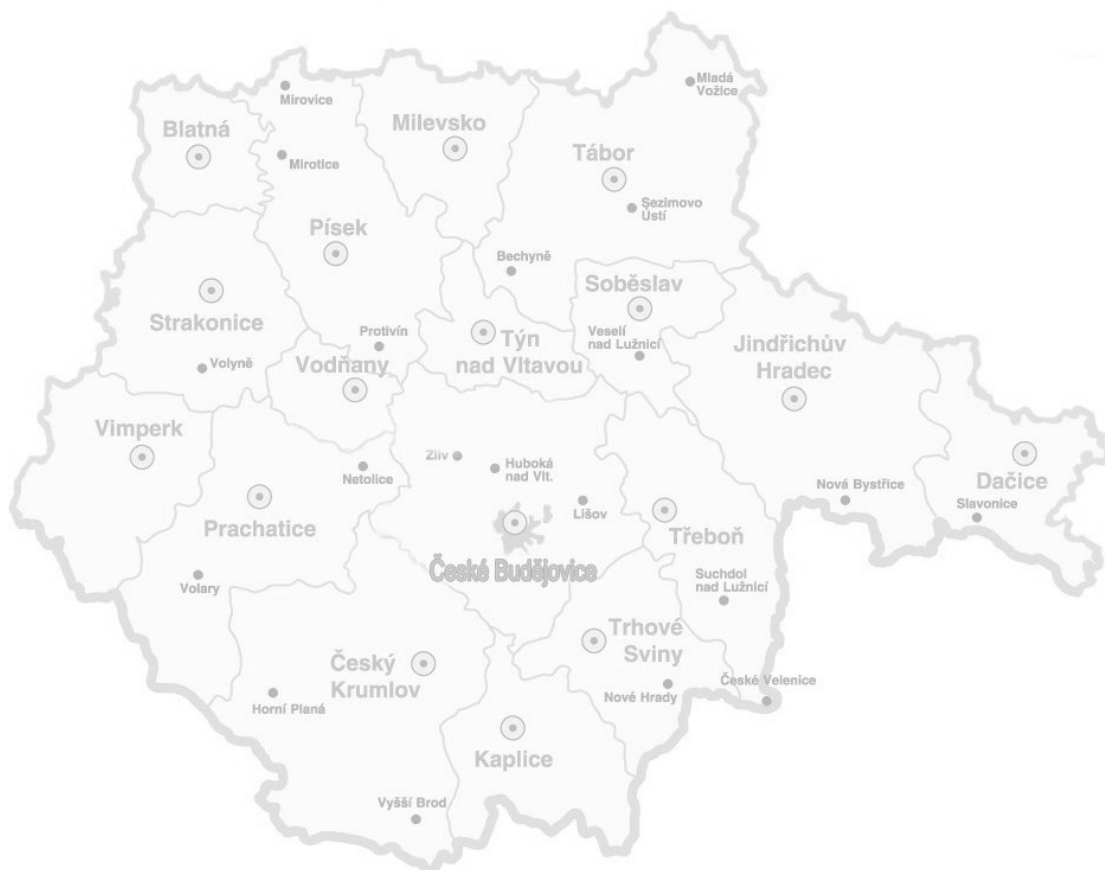 Mladá
Vožice
Mirovice
Blatná
Milevsko
Mirotice
Tábor
Sezimovo
Ústí
Písek
Bechyně
Soběslav
Strakonice
Protivín
Týn
nad Vltavou
Veselí
nad Lužnicí
Jindřichův
Hradec
Volyně
Vodňany
Vimperk
Zliv
Huboká
nad Vlt.
Netolice
Lišov
Nová Bystřice
Dačice
Slavonice
Prachatice
Třeboň
České Budějovice
Volary
Suchdol
nad Lužnicí
Trhové
Sviny
Český
Krumlov
České Velenice
Nové Hrady
Horní Planá
Kaplice
Vyšší Brod